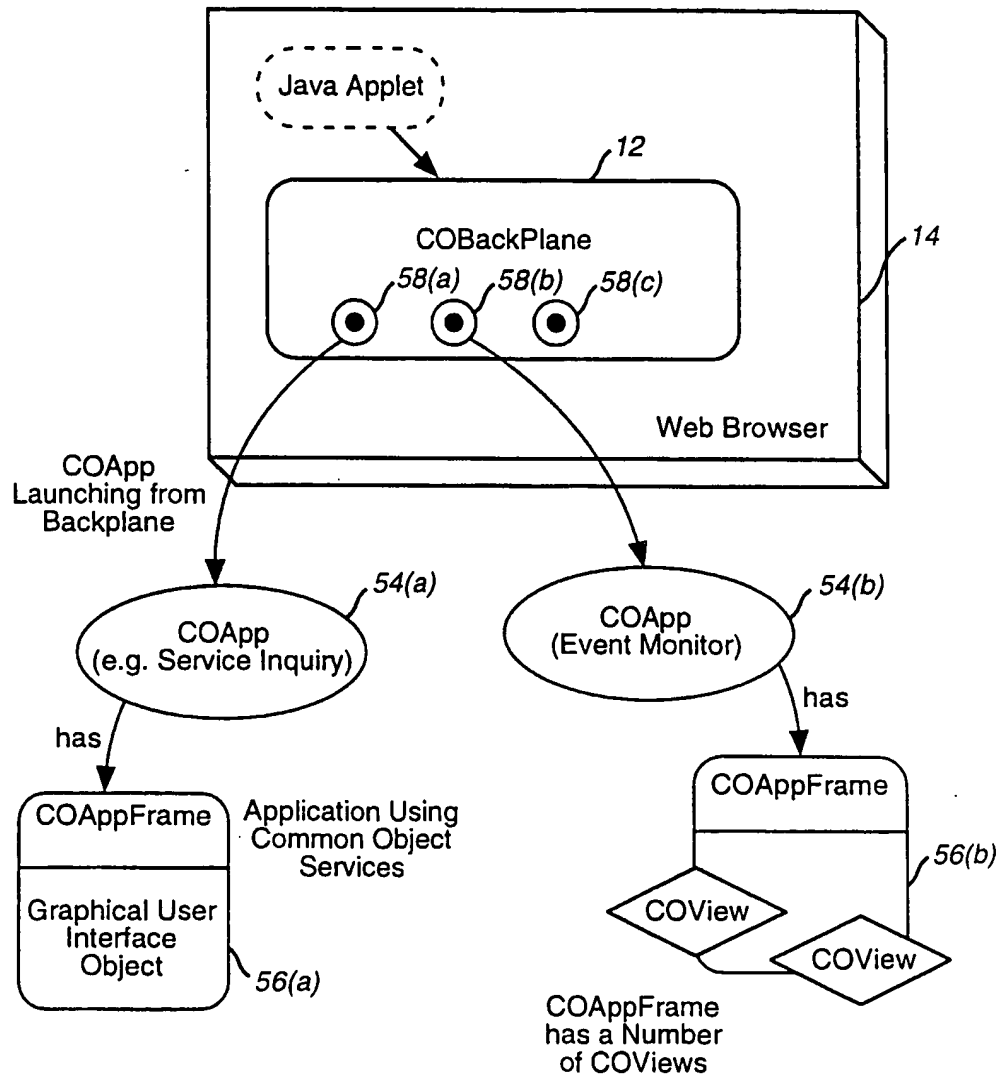 Java Applet
12
COBackPlane
14
58(a)
58(b)
58(c)
Web Browser
COApp
Launching from
Backplane
54(a)
COApp
(e.g. Service Inquiry)
54(b)
COApp
(Event Monitor)
has
has
COAppFrame
Application Using
Common Object
Services
Graphical User
Interface
Object
56(a)
COAppFrame
56(b)
COView
COView
COAppFrame
has a Number
of COViews